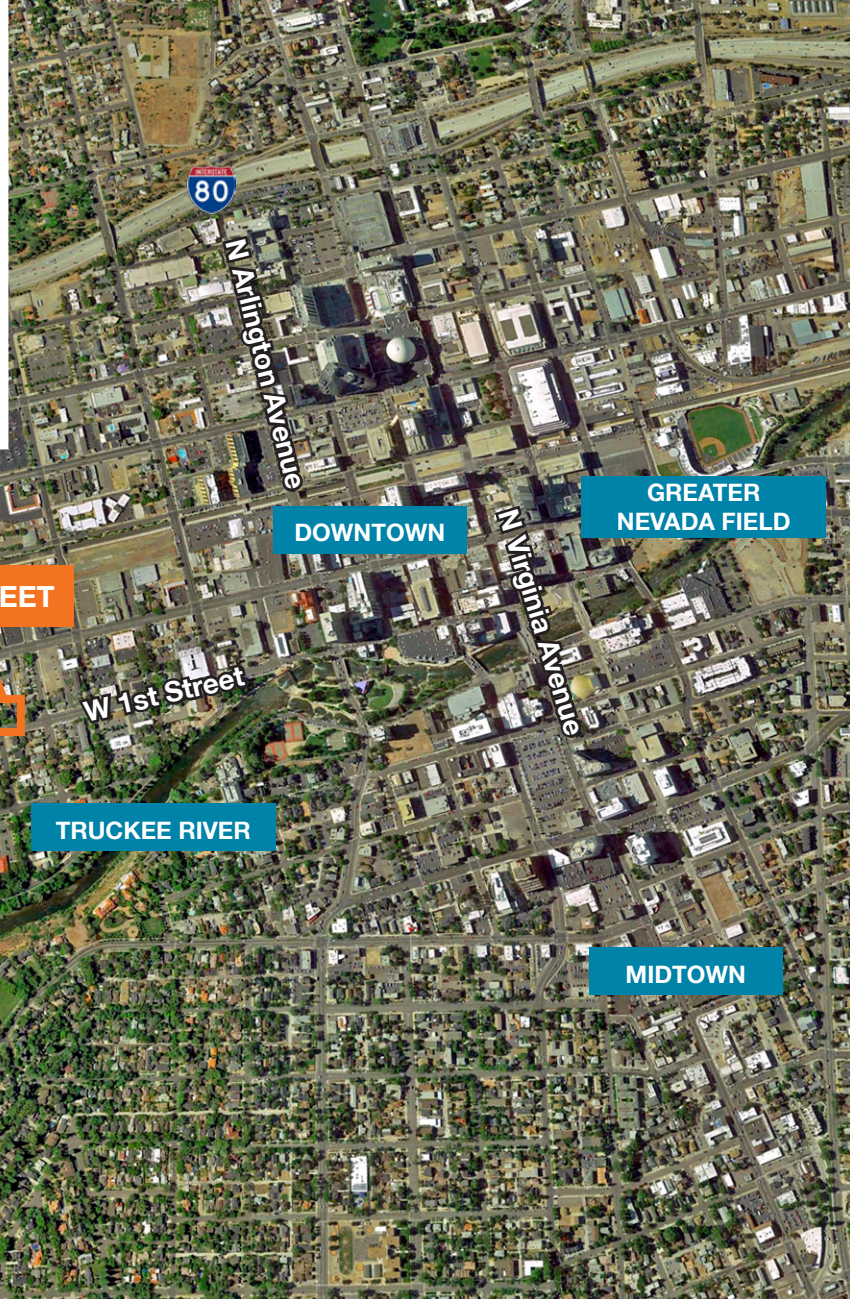 INTERSTATE
80
N Arlington Avenue
GREATER
NEVADA FIELD
DOWNTOWN
N Virginia Avenue
EET
W 1st Street
TRUCKEE RIVER
MIDTOWN